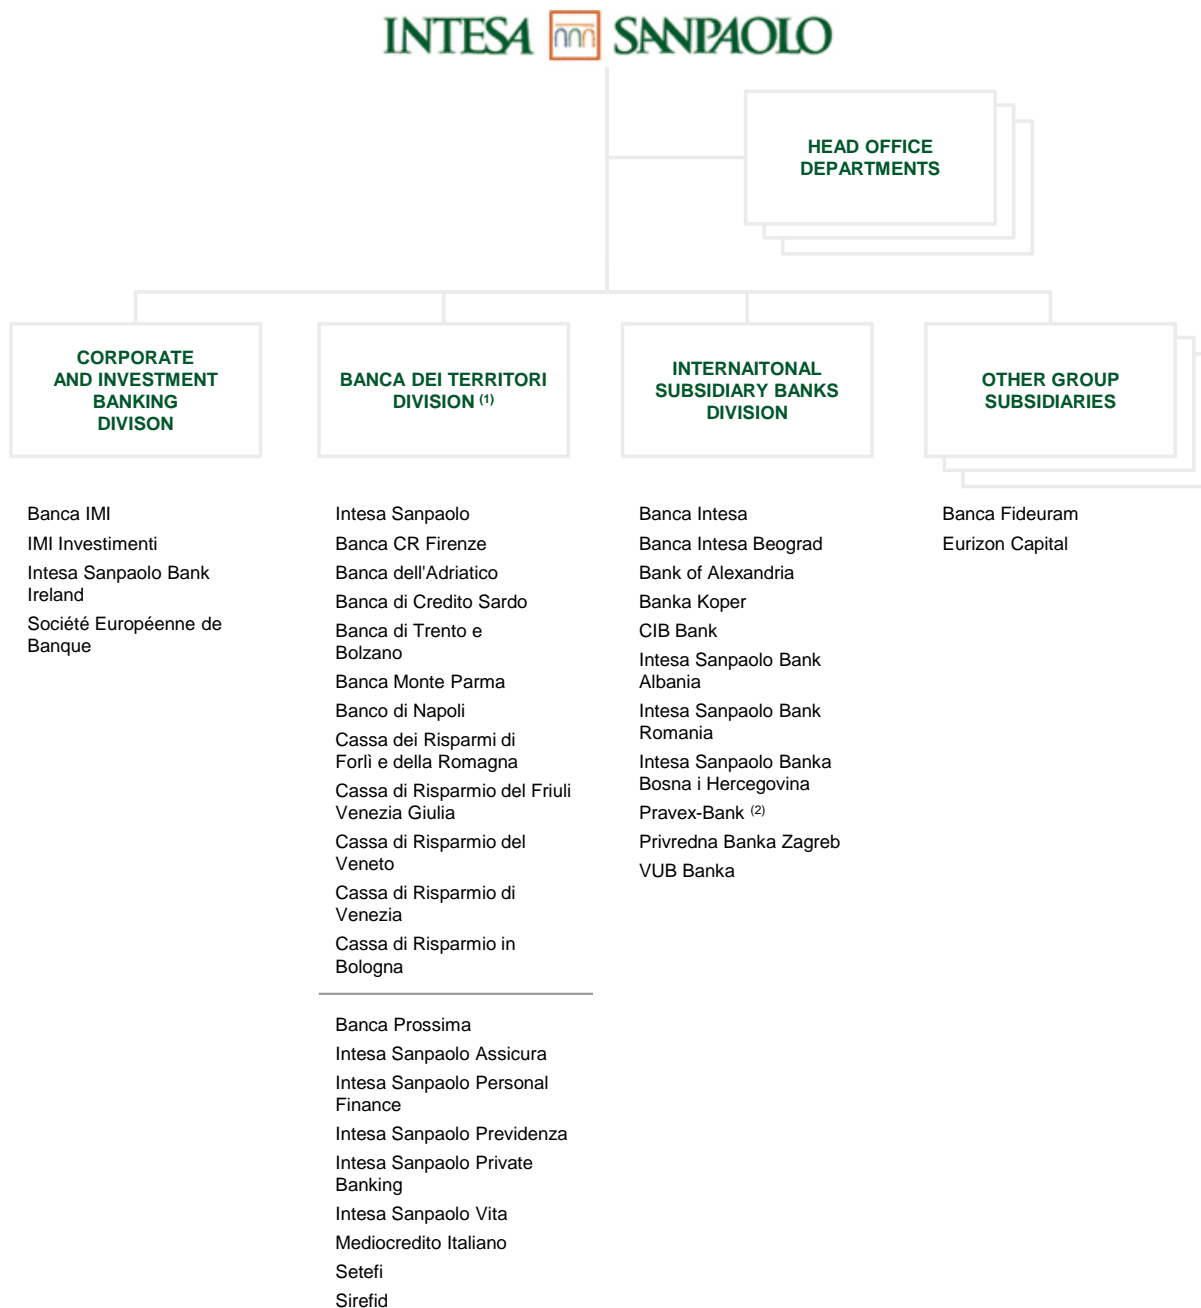 INTESA SANPAOLO
HEAD OFFICE
DEPARTMENTS
CORPORATE
AND INVESTMENT
BANKING
DIVISON
BANCA DEI TERRITORI
DIVISION (1)
INTERNAITONAL
SUBSIDIARY BANKS
DIVISION
OTHER GROUP
SUBSIDIARIES
Banca IMI
IMI Investimenti
Intesa Sanpaolo Bank
Ireland
Société Européenne de
Banque
Intesa Sanpaolo
Banca CR Firenze
Banca dell'Adriatico
Banca di Credito Sardo
Banca di Trento e
Bolzano
Banca Monte Parma
Banco di Napoli
Cassa dei Risparmi di
Forlì e della Romagna
Cassa di Risparmio del Friuli
Venezia Giulia
Cassa di Risparmio del
Veneto
Cassa di Risparmio di
Venezia
Cassa di Risparmio in
Bologna
Banca Prossima
Intesa Sanpaolo Assicura
Intesa Sanpaolo Personal
Finance
Intesa Sanpaolo Previdenza
Intesa Sanpaolo Private
Banking
Intesa Sanpaolo Vita
Mediocredito Italiano
Setefi
Sirefid
Banca Intesa
Banca Intesa Beograd
Bank of Alexandria
Banka Koper
CIB Bank
Intesa Sanpaolo Bank
Albania
Intesa Sanpaolo Bank
Romania
Intesa Sanpaolo Banka
Bosna i Hercegovina
Pravex-Bank (2)
Privredna Banka Zagreb
VUB Banka
Banca Fideuram
Eurizon Capital